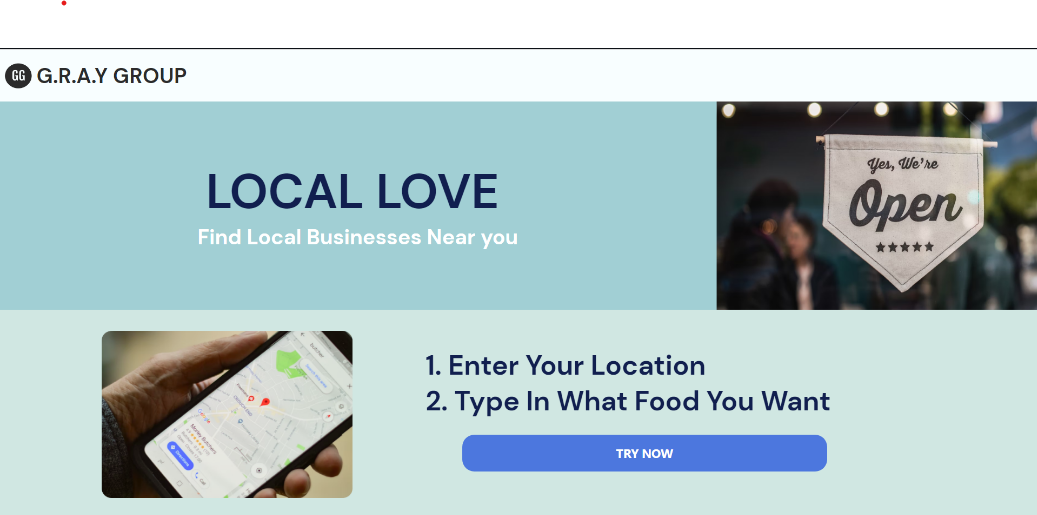 GG G.R.A.Y GROUP
LOCAL LOVE
Find Local Businesses Near you
Yes, We're
Open
1. Enter Your Location
2. Type In What Food You Want
TRY NOW